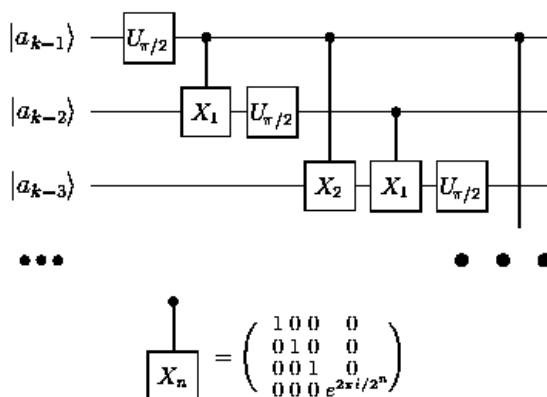 |a_{k-1}⟩ U_{π/2}
|a_{k-2}⟩ X_1 U_{π/2}
|a_{k-3}⟩ X_2 X_1 U_{π/2}
X_n = ( 1 0 0 0
0 1 0 0
0 0 1 0
0 0 0 e^{2πi/2^n} )